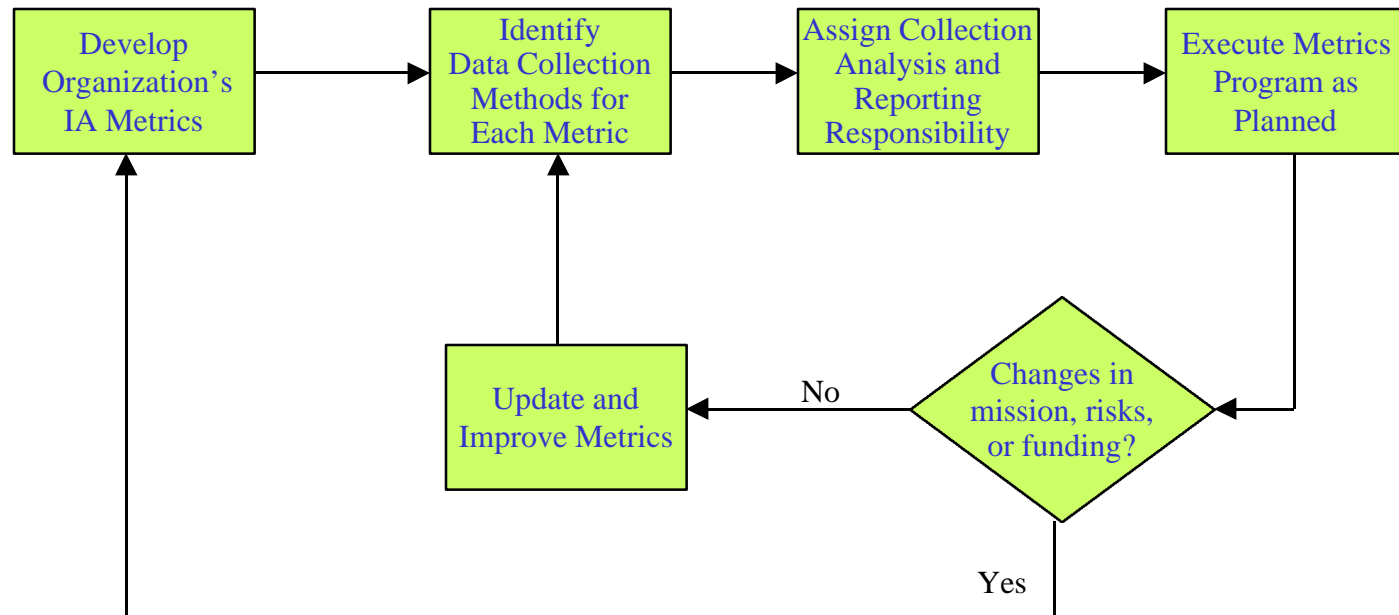 Develop
Organization’s
IA Metrics
Identify
Data Collection
Methods for
Each Metric
Assign Collection
Analysis and
Reporting
Responsibility
Execute Metrics
Program as
Planned
Changes in
mission, risks,
or funding?
No
Update and
Improve Metrics
Yes